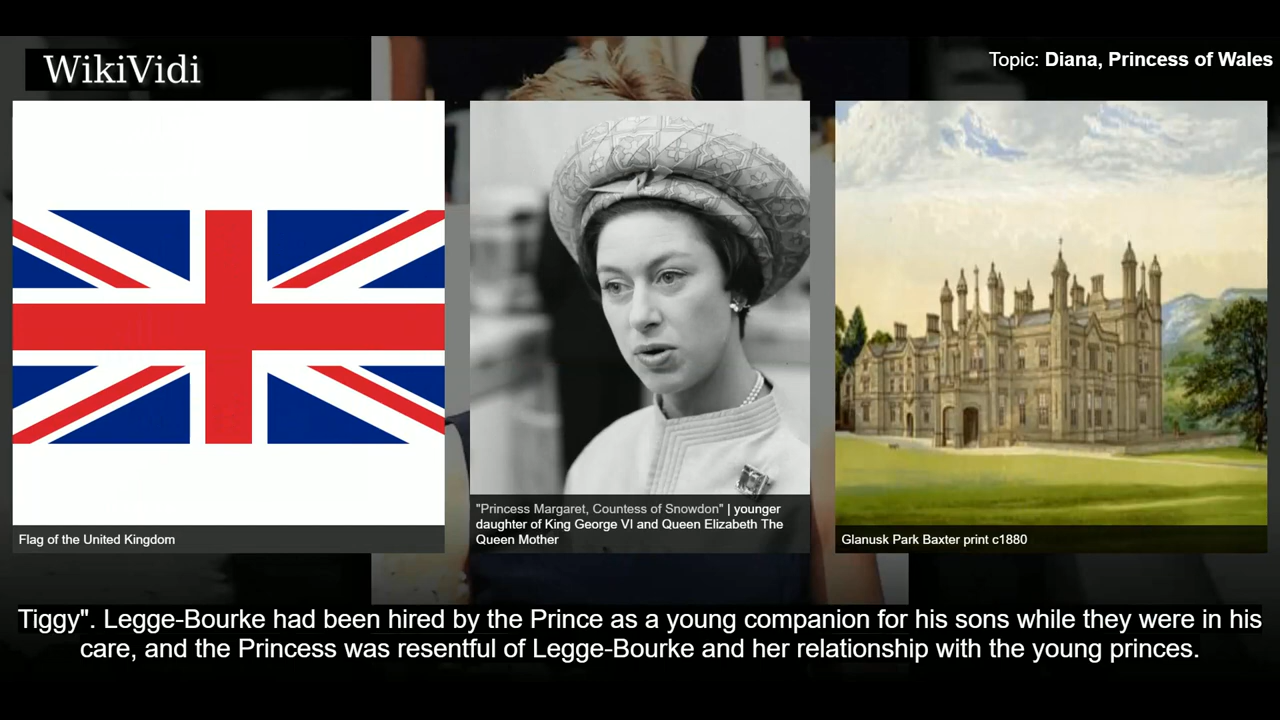 WikiVidi
Topic: Diana, Princess of Wales
Flag of the United Kingdom
"Princess Margaret, Countess of Snowdon" | younger
daughter of King George VI and Queen Elizabeth The
Queen Mother
Glanusk Park Baxter print c1880
Tiggy". Legge-Bourke had been hired by the Prince as a young companion for his sons while they were in his
care, and the Princess was resentful of Legge-Bourke and her relationship with the young princes.